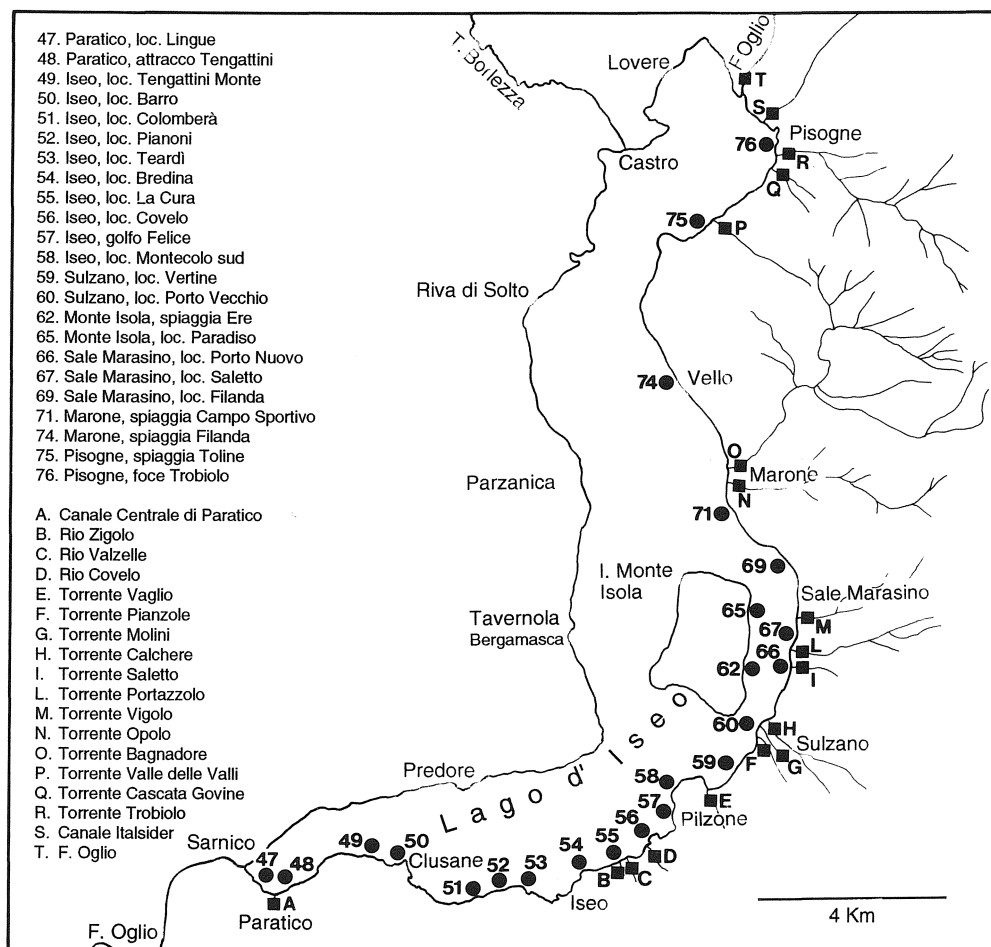 47. Paratico, loc. Lingue
48. Paratico, attracco Tengattini
49. Iseo, loc. Tengattini Monte
50. Iseo, loc. Barro
51. Iseo, loc. Colomberà
52. Iseo, loc. Pianoni
53. Iseo, loc. Teardì
54. Iseo, loc. Bredina
55. Iseo, loc. La Cura
56. Iseo, loc. Covelo
57. Iseo, golfo Felice
58. Iseo, loc. Montecolo sud
59. Sulzano, loc. Vertine
60. Sulzano, loc. Porto Vecchio
62. Monte Isola, spiaggia Ere
65. Monte Isola, loc. Paradiso
66. Sale Marasino, loc. Porto Nuovo
67. Sale Marasino, loc. Saletto
69. Sale Marasino, loc. Filanda
71. Marone, spiaggia Campo Sportivo
74. Marone, spiaggia Filanda
75. Pisogne, spiaggia Toline
76. Pisogne, foce Trobiolo
A. Canale Centrale di Paratico
B. Rio Zigolo
C. Rio Valzelle
D. Rio Covelo
E. Torrente Vaglio
F. Torrente Pianzole
G. Torrente Molini
H. Torrente Calchere
I. Torrente Saletto
L. Torrente Portazzolo
M. Torrente Vigolo
N. Torrente Opolo
O. Torrente Bagnadore
P. Torrente Valle delle Valli
Q. Torrente Cascata Govine
R. Torrente Trobiolo
S. Canale Italsider
T. F. Oglio
T. Borlezza
Lovere
F. Oglio
T
S
Pisogne
76
R
Castro
Q
75
P
Riva di Solto
74
Vello
O
Marone
Parzanica
N
71
69
I. Monte
Isola
Sale Marasino
65
Tavernola
Bergamasca
M
67
L
66
62
I
60
H
Sulzano
F
G
59
Lago d'Iseo
Predore
58
E
Pilzone
57
56
Sarnico
49
50
Clusane
55
D
54
47
48
52
53
51
B
C
Iseo
A
Paratico
F. Oglio
4 Km